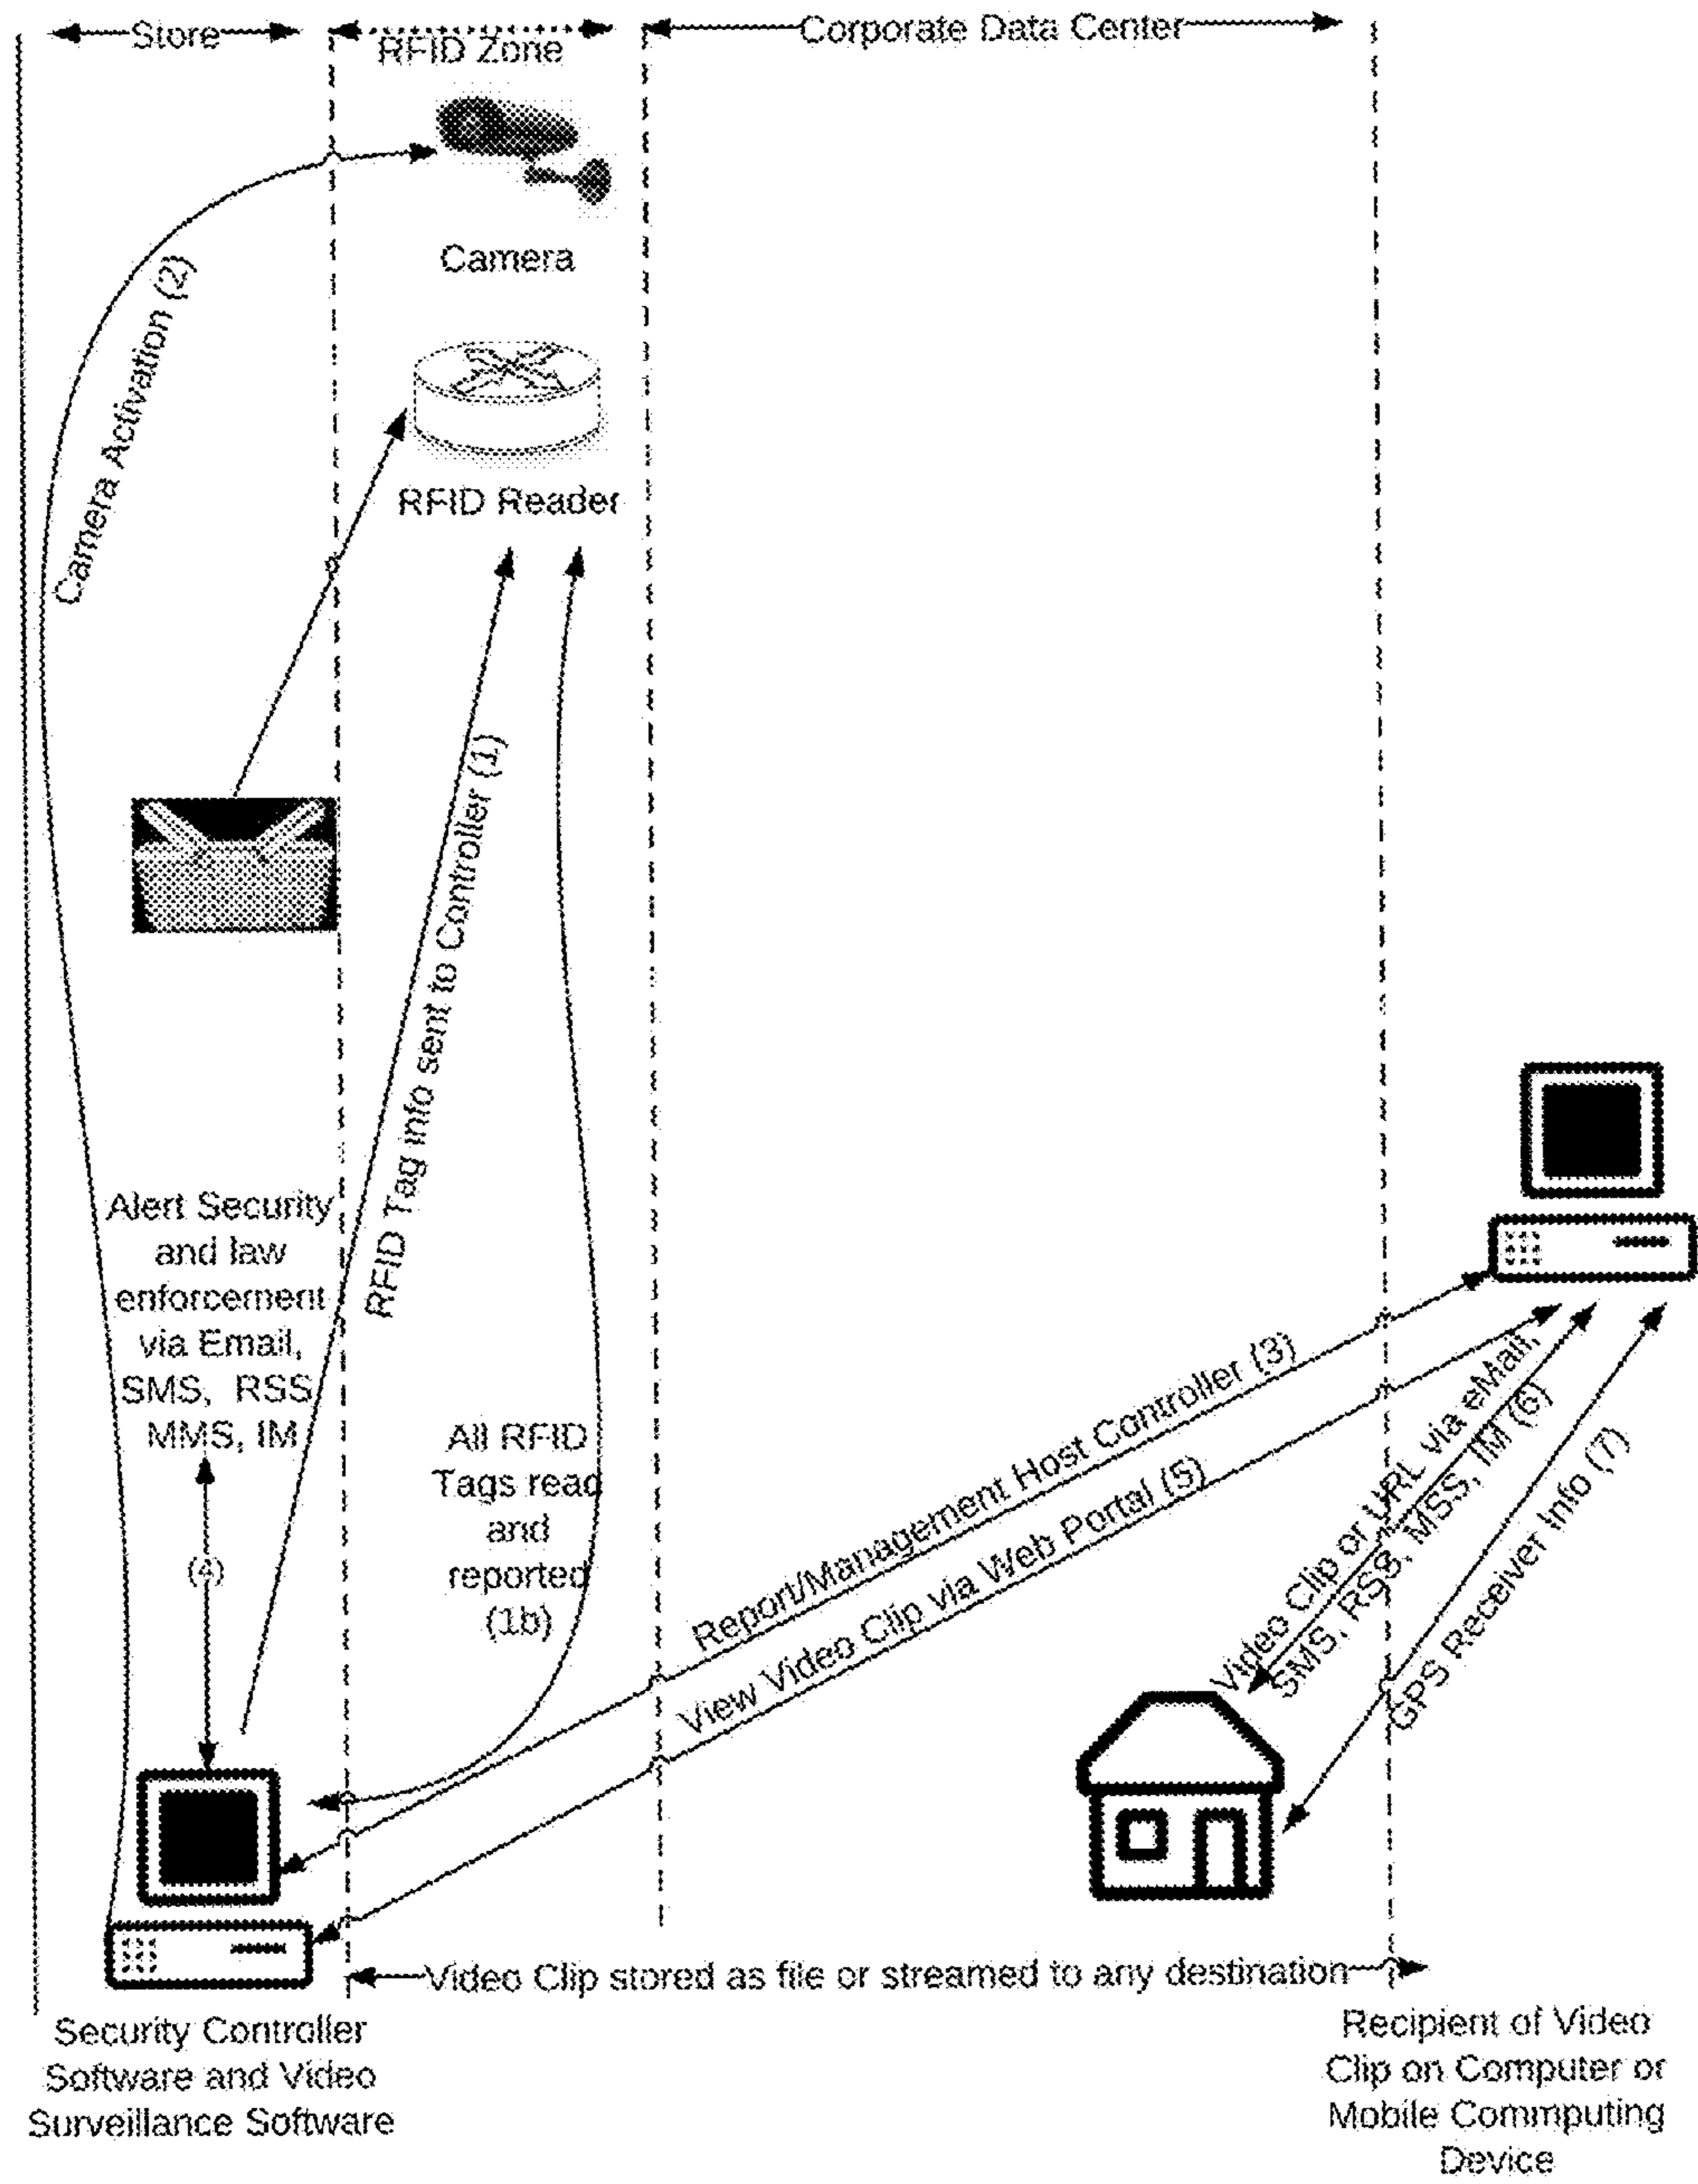 Store
RFID Zone
Corporate Data Center
Camera
Camera Activation (2)
RFID Reader
RFID Tag info sent to Controller (1)
Alert Security
and law
enforcement
via Email,
SMS, RSS
MMS, IM
(4)
All RFID
Tags read
and
reported
(1b)
Report/Management Host Controller (3)
View Video Clip via Web Portal (5)
Video Clip or URL via eMail,
SMS, RSS, MSS, IM (6)
GPS Receiver Info (7)
Video Clip stored as file or streamed to any destination
Security Controller
Software and Video
Surveillance Software
Recipient of Video
Clip on Computer or
Mobile Commputing
Device